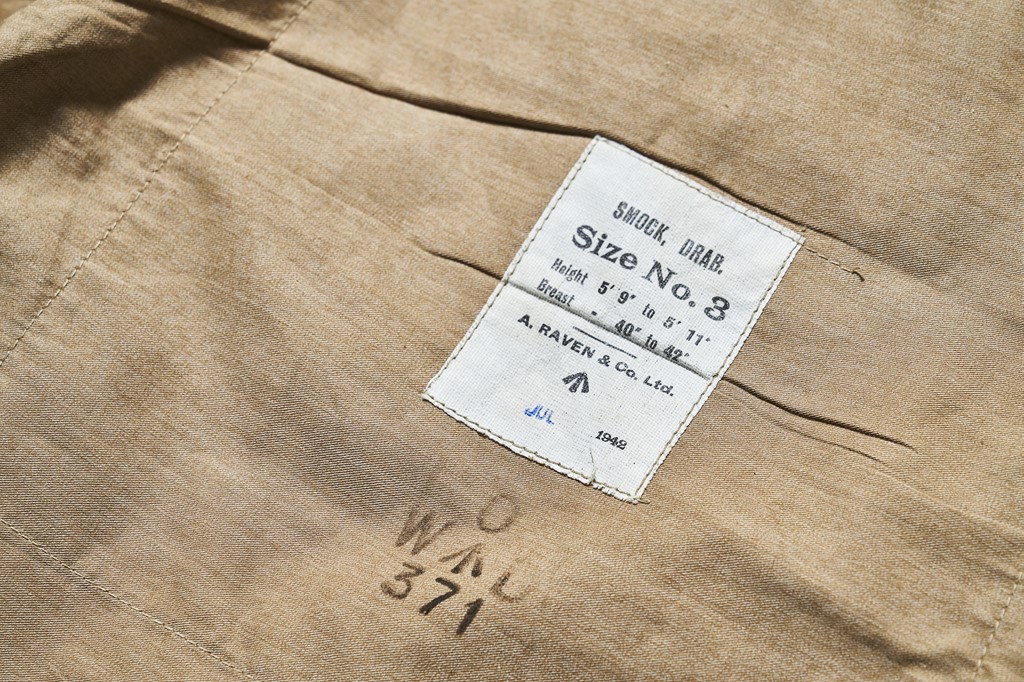 SMOCK, DRAB.
Size No. 3
Height 5' 9" to 5' 11"
Breast - 40" to 42"
A. RAVEN & Co. Ltd.
JUL 1942
O
W D
371